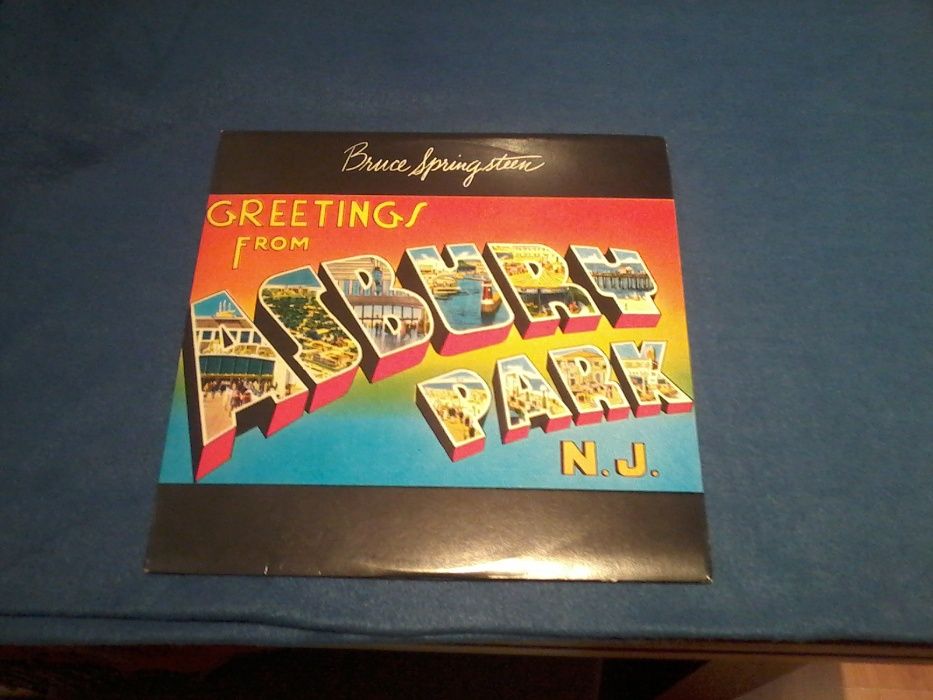 Bruce Springsteen
GREETINGS
FROM
ASBURY
PARK
N.J.